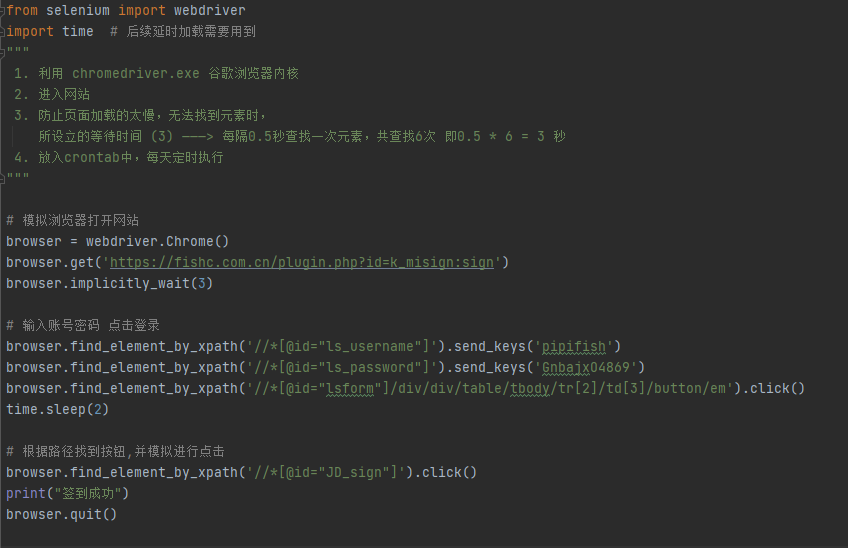 from selenium import webdriver
import time  # 后续延时加载需要用到
"""
 1. 利用 chromedriver.exe 谷歌浏览器内核
 2. 进入网站
 3. 防止页面加载的太慢，无法找到元素时，
    所设立的等待时间 (3) ———> 每隔0.5秒查找一次元素，共查找6次 即0.5 * 6 = 3 秒
 4. 放入crontab中，每天定时执行
"""
# 模拟浏览器打开网站
browser = webdriver.Chrome()
browser.get('https://fishc.com.cn/plugin.php?id=k_misign:sign')
browser.implicitly_wait(3)
# 输入账号密码 点击登录
browser.find_element_by_xpath('//*[@id="ls_username"]').send_keys('pipifish')
browser.find_element_by_xpath('//*[@id="ls_password"]').send_keys('GnbajxO4869')
browser.find_element_by_xpath('//*[@id="lsform"]/div/div/table/tbody/tr[2]/td[3]/button/em').click()
time.sleep(2)
# 根据路径找到按钮,并模拟进行点击
browser.find_element_by_xpath('//*[@id="JD_sign"]').click()
print("签到成功")
browser.quit()